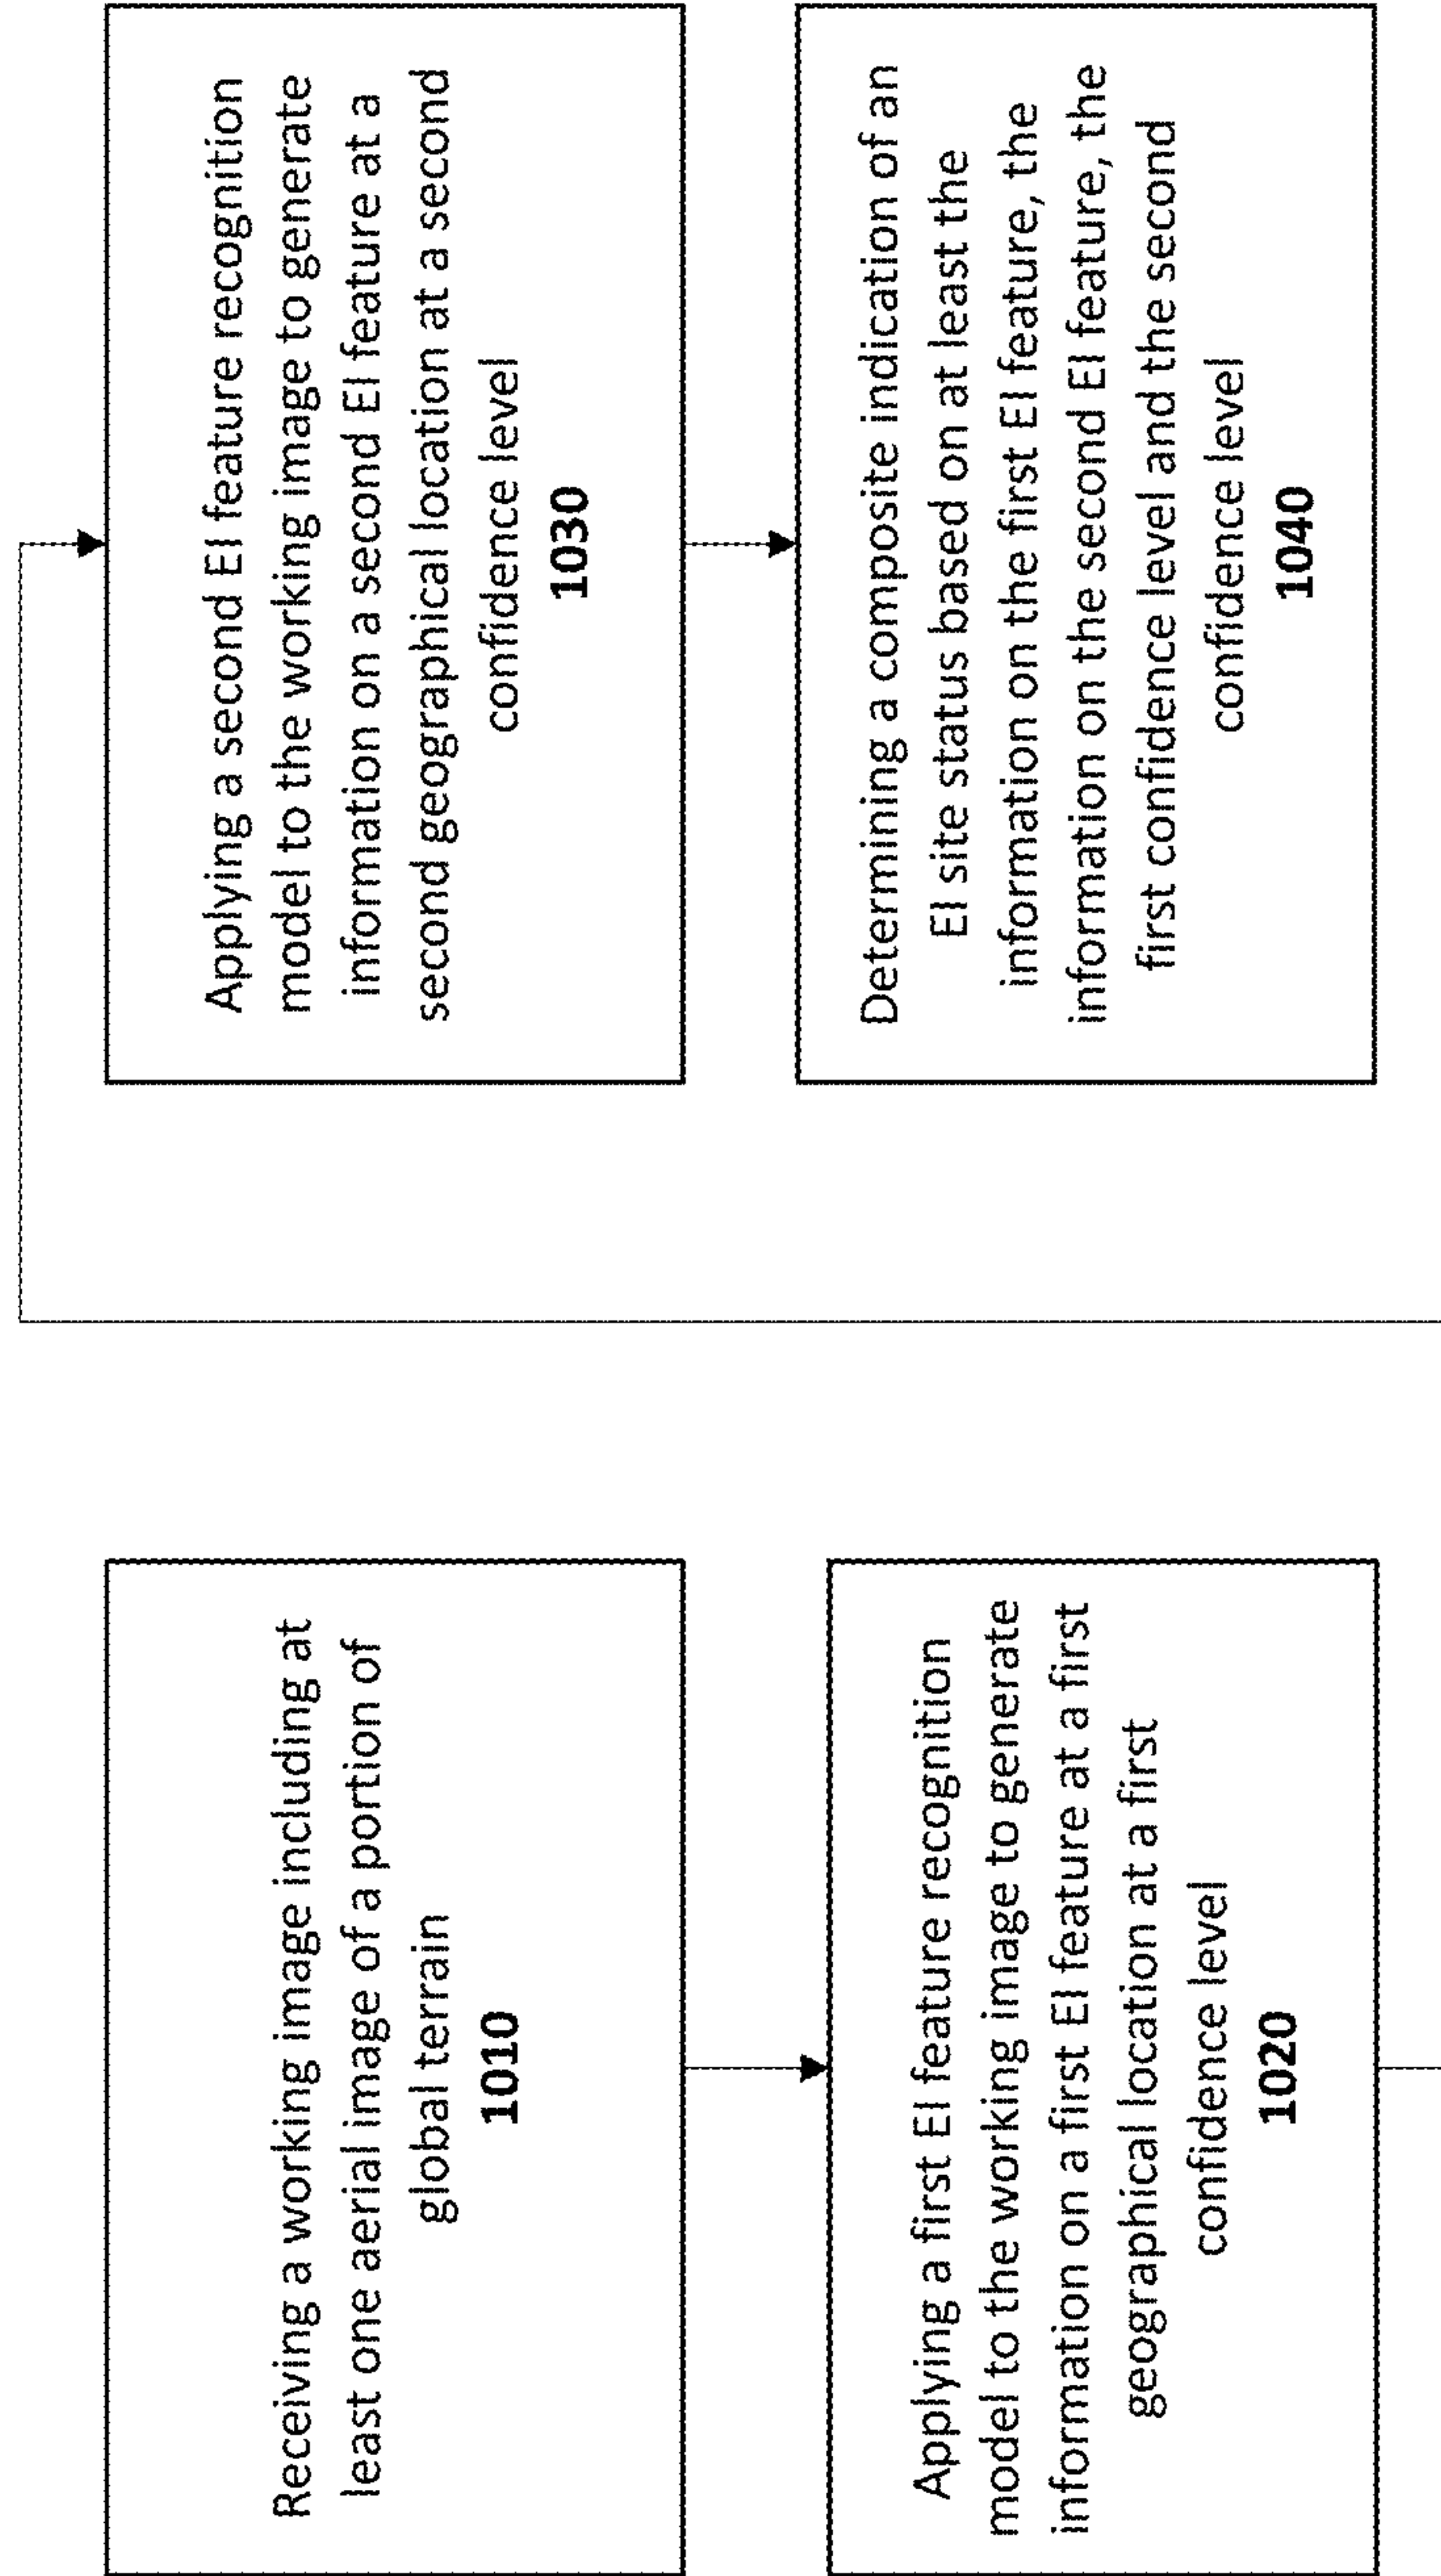 Receiving a working image including at
least one aerial image of a portion of
global terrain
1010
Applying a first EI feature recognition
model to the working image to generate
information on a first EI feature at a first
geographical location at a first
confidence level
1020
Applying a second EI feature recognition
model to the working image to generate
information on a second EI feature at a
second geographical location at a second
confidence level
1030
Determining a composite indication of an
EI site status based on at least the
information on the first EI feature, the
information on the second EI feature, the
first confidence level and the second
confidence level
1040